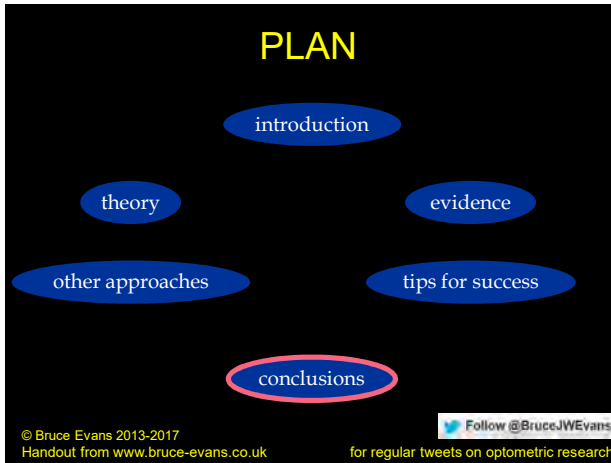 PLAN
introduction
theory
evidence
other approaches
tips for success
conclusions
Follow @BruceJWEvans
© Bruce Evans 2013-2017
Handout from www.bruce-evans.co.uk
for regular tweets on optometric research